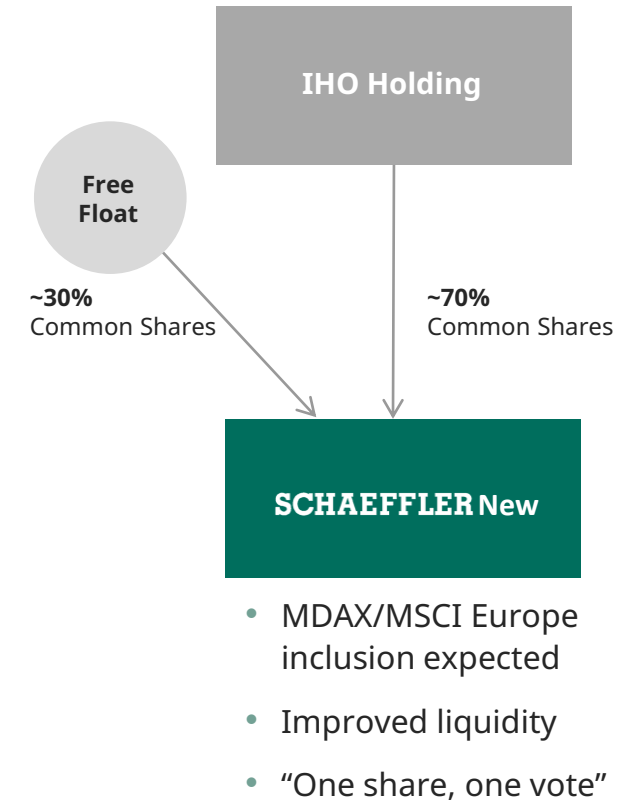 IHO Holding
Free
Float
~30%
Common Shares
~70%
Common Shares
SCHAEFFLER New
• MDAX/MSCI Europe
inclusion expected
• Improved liquidity
• “One share, one vote”